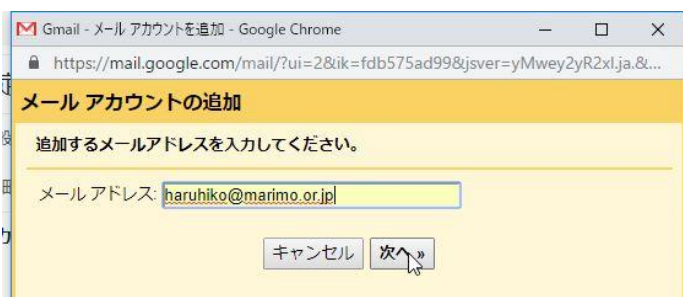 Gmail - メール アカウントを追加 - Google Chrome
https://mail.google.com/mail/?ui=2&ik=fdb575ad99&jsver=yMwey2yR2xI.ja.&...
メール アカウントの追加
追加するメールアドレスを入力してください。
メール アドレス: haruhiko@marimo.or.jp
キャンセル 次へ »